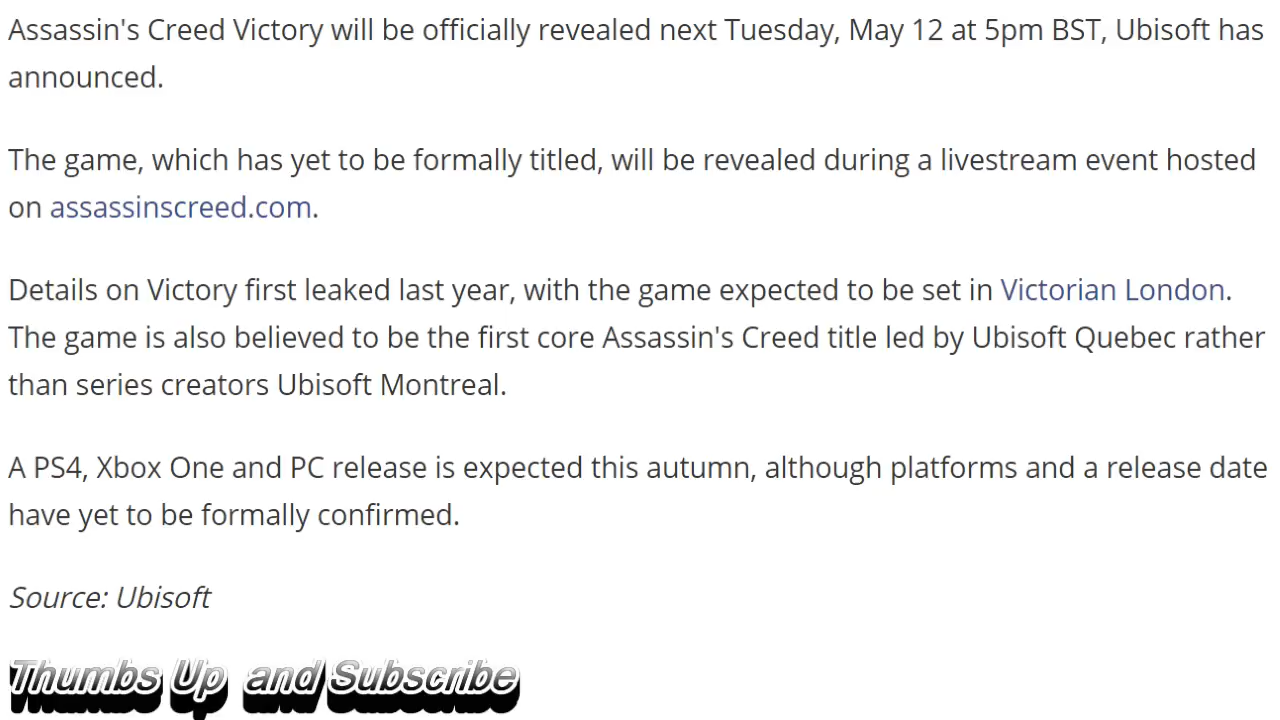 Assassin's Creed Victory will be officially revealed next Tuesday, May 12 at 5pm BST, Ubisoft has
announced.
The game, which has yet to be formally titled, will be revealed during a livestream event hosted
on assassinscreed.com.
Details on Victory first leaked last year, with the game expected to be set in Victorian London.
The game is also believed to be the first core Assassin's Creed title led by Ubisoft Quebec rather
than series creators Ubisoft Montreal.
A PS4, Xbox One and PC release is expected this autumn, although platforms and a release date
have yet to be formally confirmed.
Source: Ubisoft
Thumbs Up and Subscribe